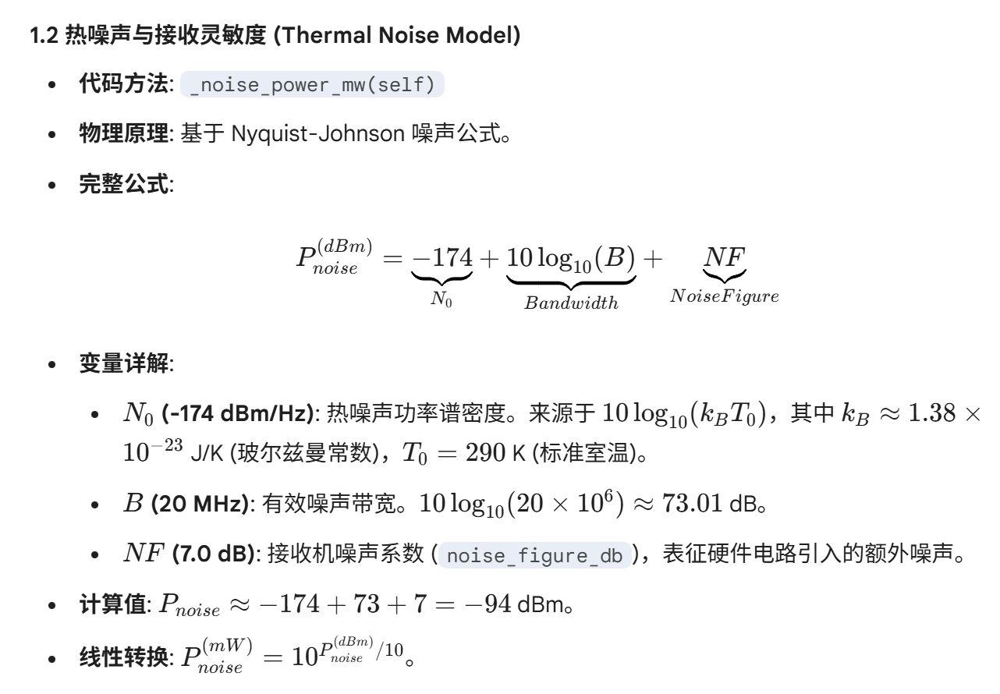 1.2 热噪声与接收灵敏度 (Thermal Noise Model)
• 代码方法: _noise_power_mw(self)
• 物理原理: 基于 Nyquist-Johnson 噪声公式。
• 完整公式:
$P_{noise}^{(dBm)} = \underbrace{-174}_{N_0} + \underbrace{10\log_{10}(B)}_{Bandwidth} + \underbrace{NF}_{NoiseFigure}$
• 变量详解:
• $N_0$ (-174 dBm/Hz): 热噪声功率谱密度。来源于 $10\log_{10}(k_B T_0)$，其中 $k_B \approx 1.38 \times$
$10^{-23}$ J/K (玻尔兹曼常数)，$T_0 = 290$ K (标准室温)。
• $B$ (20 MHz): 有效噪声带宽。$10\log_{10}(20 \times 10^6) \approx 73.01$ dB。
• $NF$ (7.0 dB): 接收机噪声系数 (noise_figure_db)，表征硬件电路引入的额外噪声。
• 计算值: $P_{noise} \approx -174 + 73 + 7 = -94$ dBm。
• 线性转换: $P_{noise}^{(mW)} = 10^{P_{noise}^{(dBm)}/10}$。